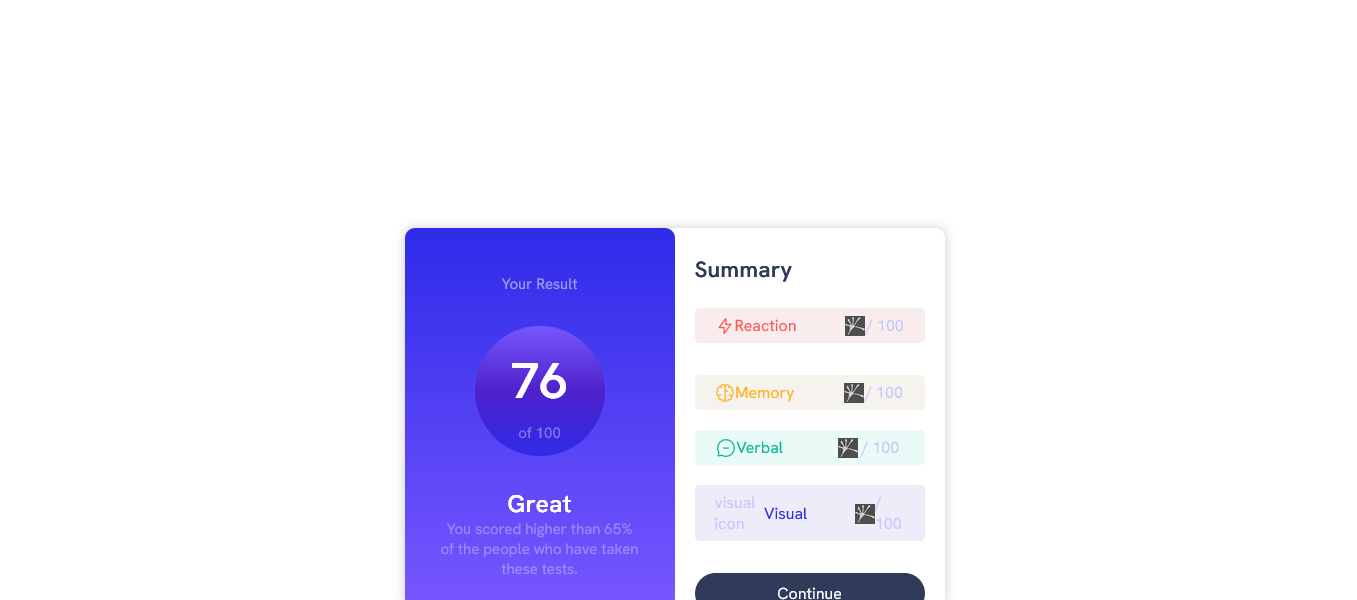 Your Result
76
of 100
Great
You scored higher than 65%
of the people who have taken
these tests.
Summary
Reaction / 100
Memory / 100
Verbal / 100
visual icon Visual / 100
Continue